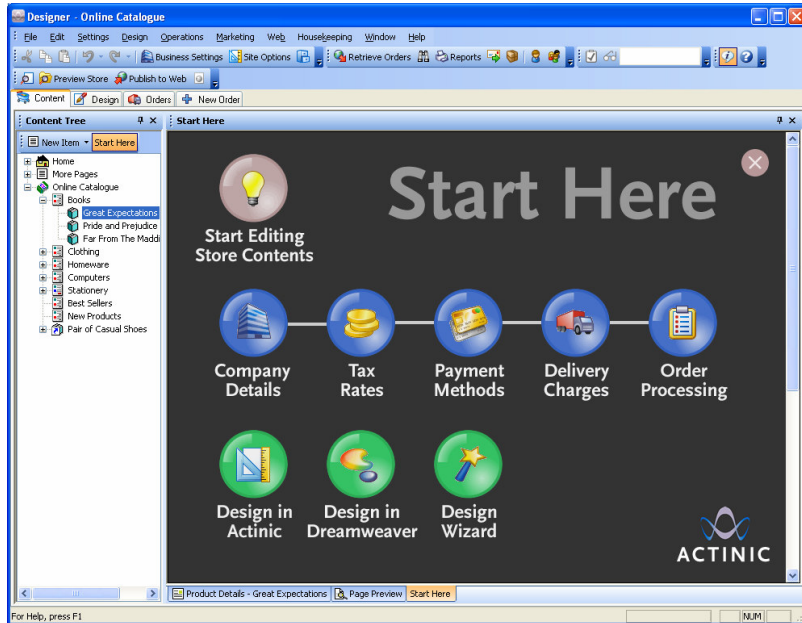 Designer - Online Catalogue
File Edit Settings Design Operations Marketing Web Housekeeping Window Help
Business Settings Site Options Retrieve Orders Reports
Preview Store Publish to Web
Content Design Orders New Order
Content Tree
Start Here
New Item Start Here
Home
More Pages
Online Catalogue
Books
Great Expectations
Pride and Prejudice
Far From The Maddi
Clothing
Homeware
Computers
Stationery
Best Sellers
New Products
Pair of Casual Shoes
Start Here
Start Editing
Store Contents
Company
Details
Tax
Rates
Payment
Methods
Delivery
Charges
Order
Processing
Design in
Actinic
Design in
Dreamweaver
Design
Wizard
ACTINIC
Product Details - Great Expectations Page Preview Start Here
For Help, press F1
NUM